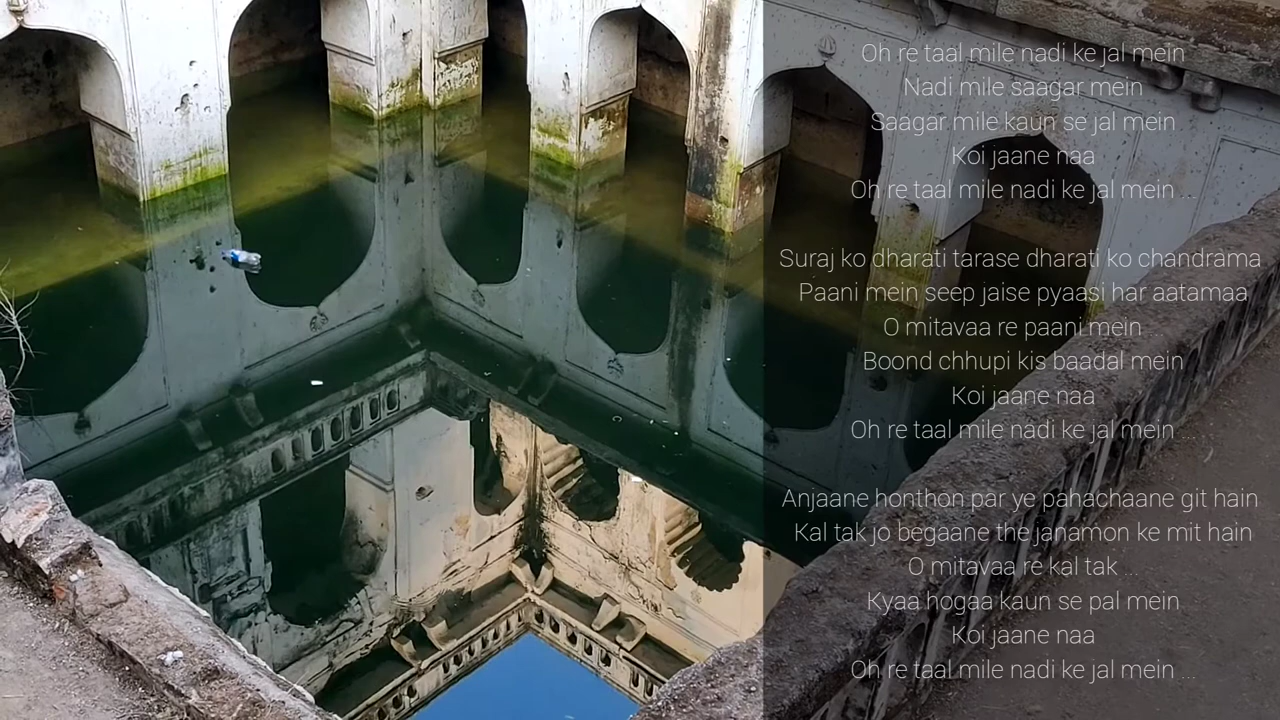 Oh re taal mile nadi ke jal mein
Nadi mile saagar mein
Saagar mile kaun se jal mein
Koi jaane naa
Oh re taal mile nadi ke jal mein ...
Suraj ko dharati tarase dharati ko chandrama
Paani mein seep jaise pyaasi har aatamaa
O mitavaa re paani mein
Boond chhupi kis baadal mein
Koi jaane naa
Oh re taal mile nadi ke jal mein ...
Anjaane honthon par ye pahachaane git hain
Kal tak jo begaane the janamon ke mit hain
O mitavaa re kal tak ...
Kyaa hogaa kaun se pal mein
Koi jaane naa
Oh re taal mile nadi ke jal mein ...